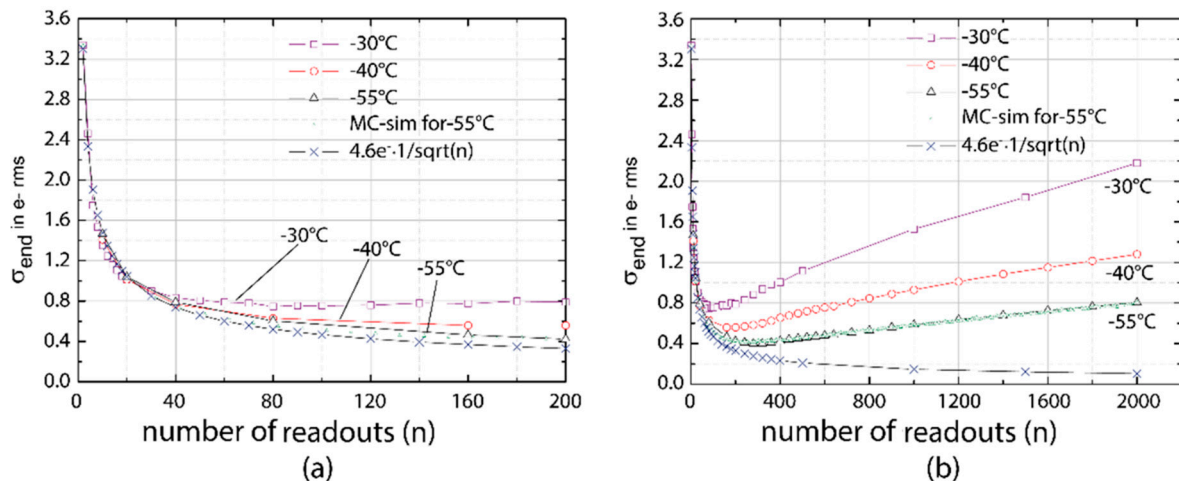 3.6
3.2
2.8
2.4
2.0
1.6
1.2
0.8
0.4
0.0
σend in e- rms
-30°C
-40°C
-55°C
MC-sim for-55°C
4.6e-·1/sqrt(n)
-30°C
-40°C
-55°C
0 40 80 120 160 200
number of readouts (n)
(a)
3.6
3.2
2.8
2.4
2.0
1.6
1.2
0.8
0.4
0.0
σend in e- rms
-30°C
-40°C
-55°C
MC-sim for-55°C
4.6e-·1/sqrt(n)
-30°C
-40°C
-55°C
0 400 800 1200 1600 2000
number of readouts (n)
(b)